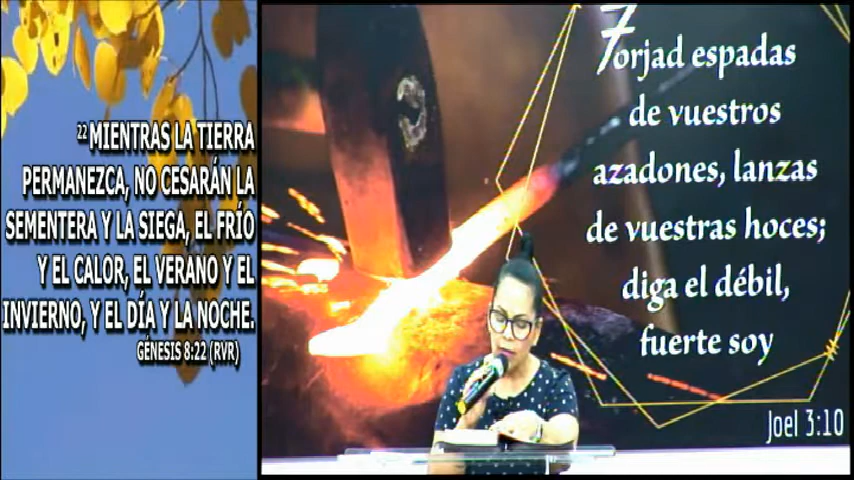 22 MIENTRAS LA TIERRA
PERMANEZCA, NO CESARÁN LA
SEMENTERA Y LA SIEGA, EL FRÍO
Y EL CALOR, EL VERANO Y EL
INVIERNO, Y EL DÍA Y LA NOCHE.
GÉNESIS 8:22 (RVR)
Forjad espadas
de vuestros
azadones, lanzas
de vuestras hoces;
diga el débil,
fuerte soy
Joel 3:10